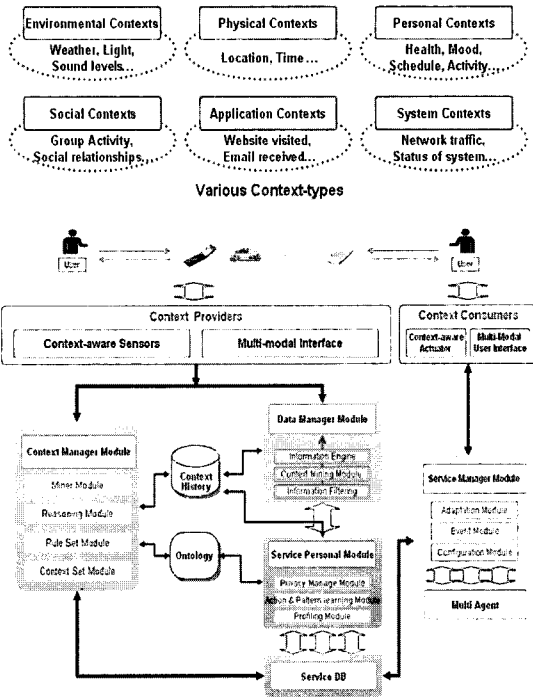 Environmental Contexts
Weather, Light,
Sound levels...
Physical Contexts
Location, Time ...
Personal Contexts
Health, Mood,
Schedule, Activity...
Social Contexts
Group Activity,
Social relationships...
Application Contexts
Website visited,
Email received...
System Contexts
Network traffic,
Status of system...
Various Context-types
User
User
Context Providers
Context-aware Sensors
Multi-modal Interface
Context Consumers
Context-aware
Actuator
Multi-Modal
User Interface
Context Manager Module
Miner Module
Reasoning Module
Rule Set Module
Context Set Module
Context
History
Ontology
Data Manager Module
Information Engine
Context Mining Module
Information Filtering
Service Personal Module
Privacy Manage Module
Action & Pattern learning Module
Profiling Module
Service DB
Service Manager Module
Adaptation Module
Event Module
Configuration Module
Multi Agent